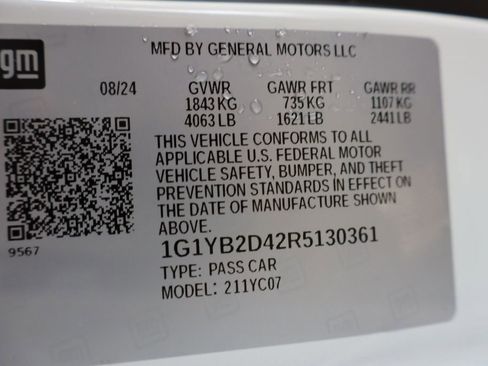 gm
MFD BY GENERAL MOTORS LLC
08/24 GVWR GAWR FRT GAWR RR
1843 KG 735 KG 1107 KG
4063 LB 1621 LB 2441 LB
THIS VEHICLE CONFORMS TO ALL
APPLICABLE U.S. FEDERAL MOTOR
VEHICLE SAFETY, BUMPER, AND THEFT
PREVENTION STANDARDS IN EFFECT ON
THE DATE OF MANUFACTURE SHOWN
ABOVE.
9567
1G1YB2D42R5130361
TYPE: PASS CAR
MODEL: 211YC07